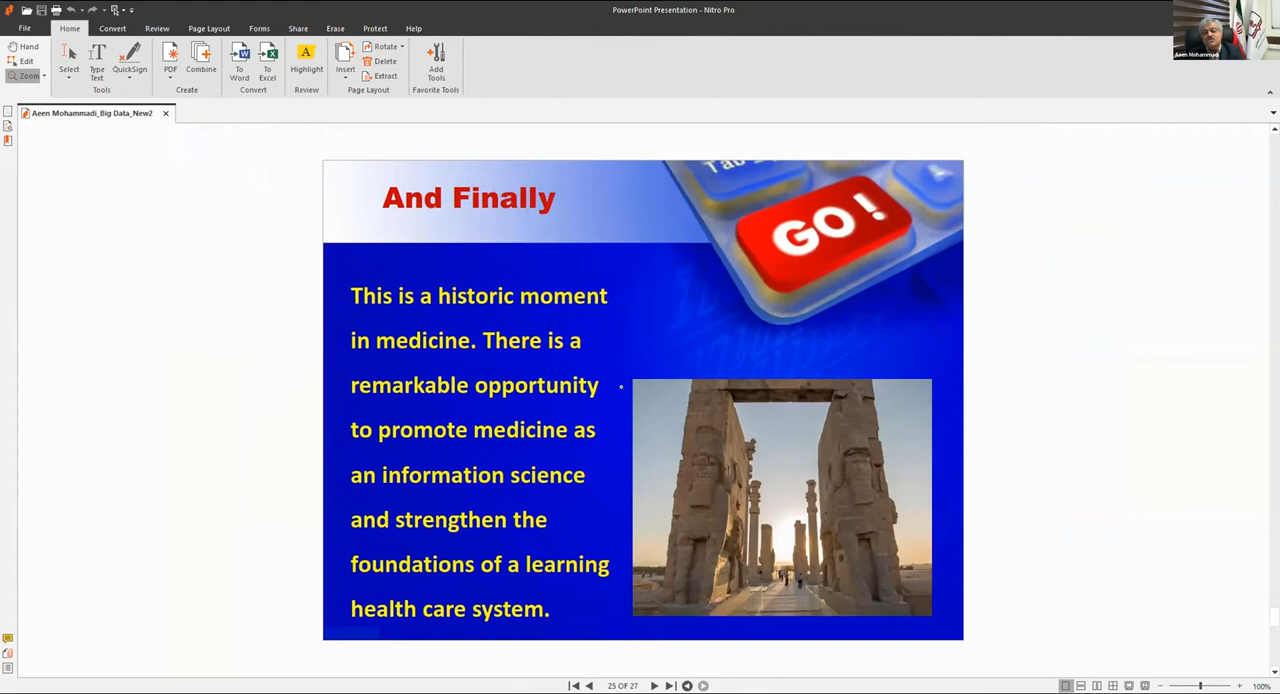 PowerPoint Presentation - Nitro Pro
File Home Convert Review Page Layout Forms Share Erase Protect Help
Hand
Edit
Zoom
Select
Type Text
QuickSign
Tools
PDF
Combine
Create
To Word
To Excel
Convert
Highlight
Review
Insert
Rotate
Delete
Extract
Page Layout
Add Tools
Favorite Tools
Aeen Mohammadi
Aeen Mohammadi_Big Data_New2
And Finally
Tab
GO!
This is a historic moment
in medicine. There is a
remarkable opportunity
to promote medicine as
an information science
and strengthen the
foundations of a learning
health care system.
25 OF 27
100%